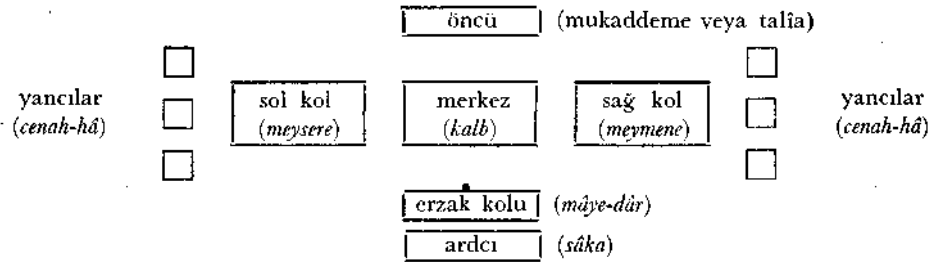 öncü (mukaddeme veya talîa)
yancılar
(cenah-hâ)
sol kol
(meysere)
merkez
(kalb)
sağ kol
(meymene)
yancılar
(cenah-hâ)
erzak kolu (mâye-dâr)
ardcı (sâka)